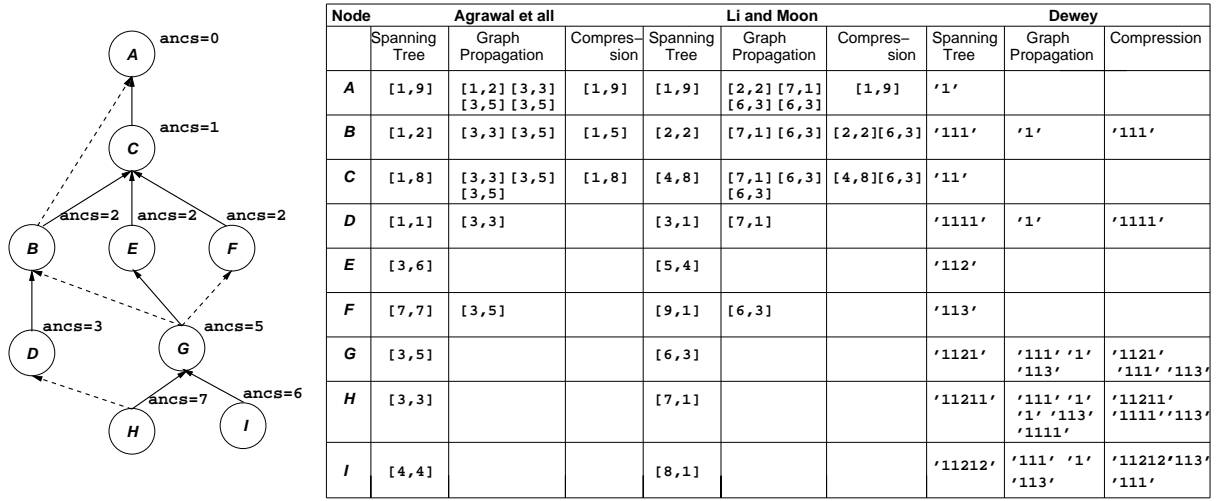 ancs=0
A
ancs=1
C
ancs=2 ancs=2 ancs=2
B E F
ancs=3 ancs=5
D G
ancs=7 ancs=6
H I
Node Agrawal et all Li and Moon Dewey
Spanning Graph Compres– Spanning Graph Compres– Spanning Graph Compression
Tree Propagation sion Tree Propagation sion Tree Propagation
A [1,9] [1,2][3,3] [1,9] [1,9] [2,2][7,1] [1,9] '1'
[3,5][3,5] [6,3][6,3]
B [1,2] [3,3][3,5] [1,5] [2,2] [7,1][6,3] [2,2][6,3] '111' '1' '111'
C [1,8] [3,3][3,5] [1,8] [4,8] [7,1][6,3] [4,8][6,3] '11'
[3,5] [6,3]
D [1,1] [3,3] [3,1] [7,1] '1111' '1' '1111'
E [3,6] [5,4] '112'
F [7,7] [3,5] [9,1] [6,3] '113'
G [3,5] [6,3] '1121' '111' '1' '1121'
'113' '111' '113'
H [3,3] [7,1] '11211' '111' '1' '11211'
'1' '113' '1111''113'
'1111'
I [4,4] [8,1] '11212' '111' '1' '11212'113'
'113' '111'